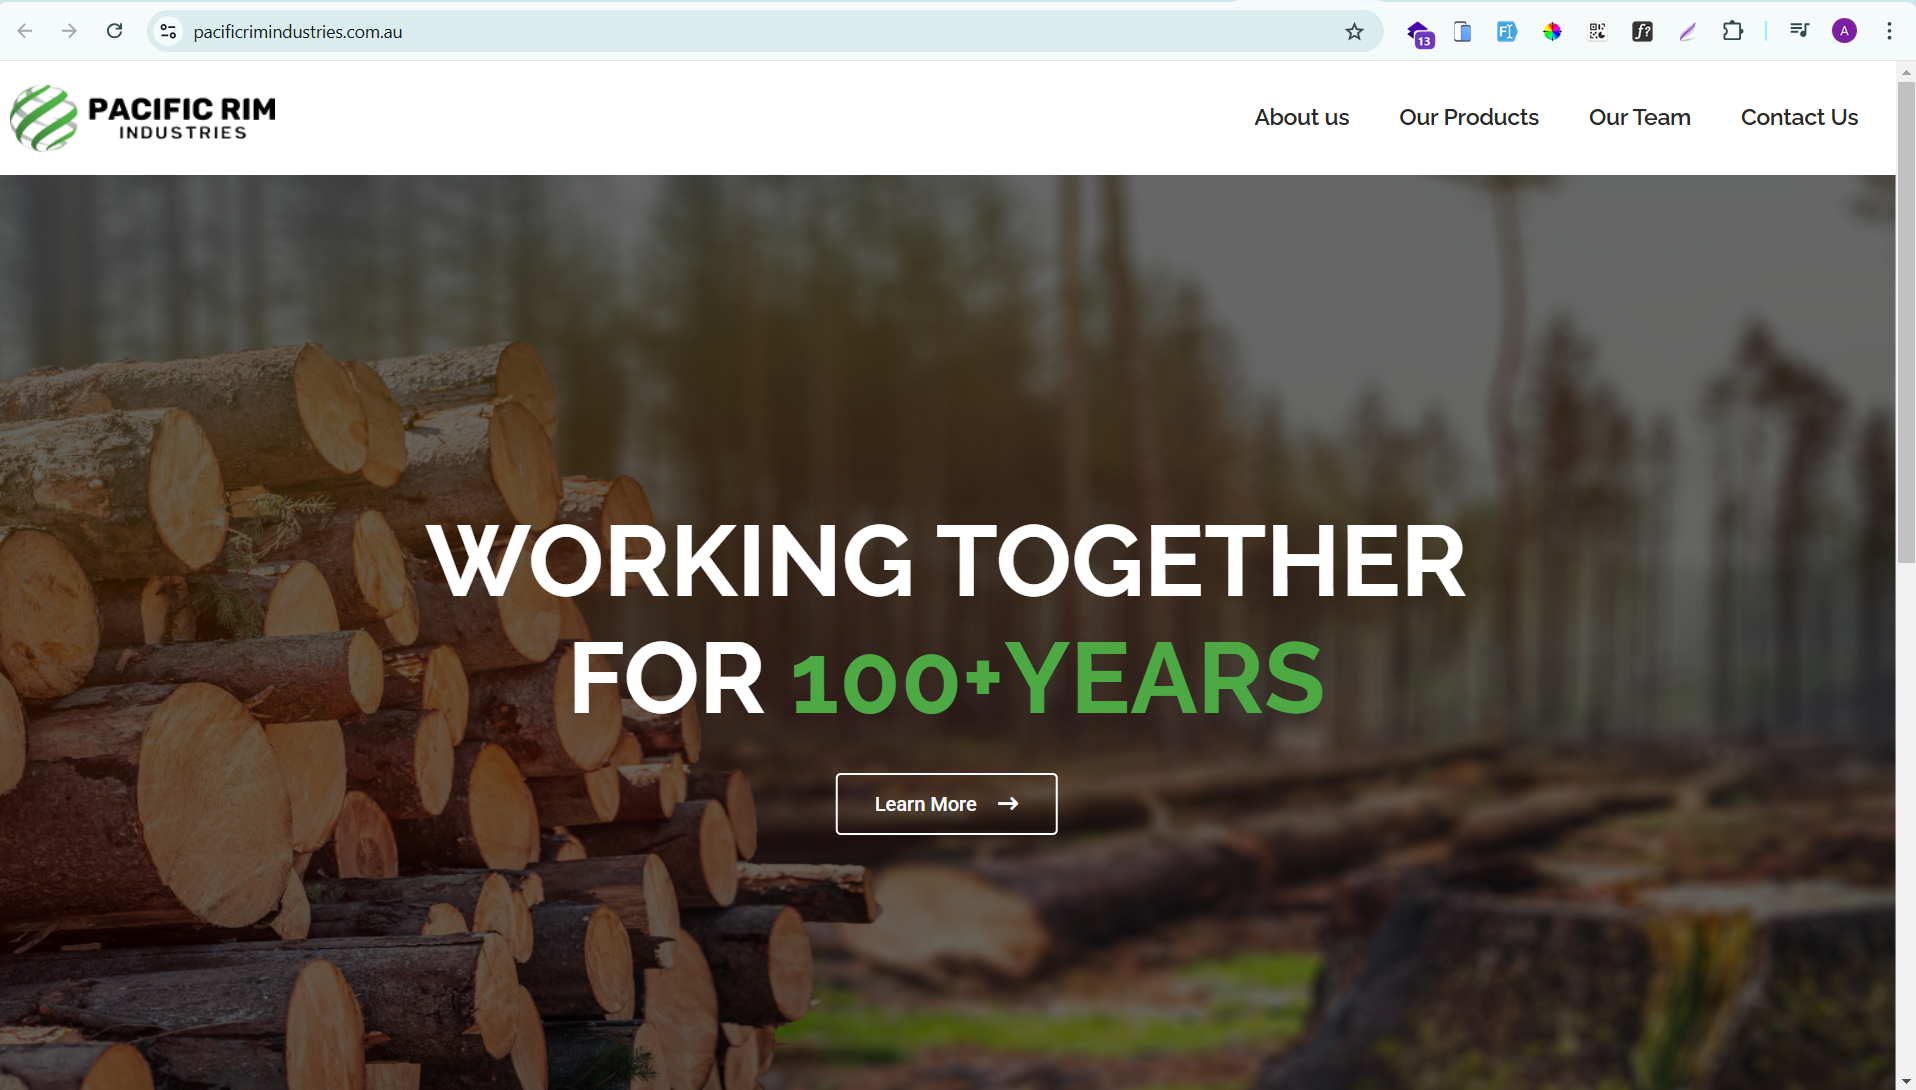 pacificrimindustries.com.au
13
FI
f?
A
PACIFIC RIM
INDUSTRIES
About us
Our Products
Our Team
Contact Us
WORKING TOGETHER
FOR 100+YEARS
Learn More →